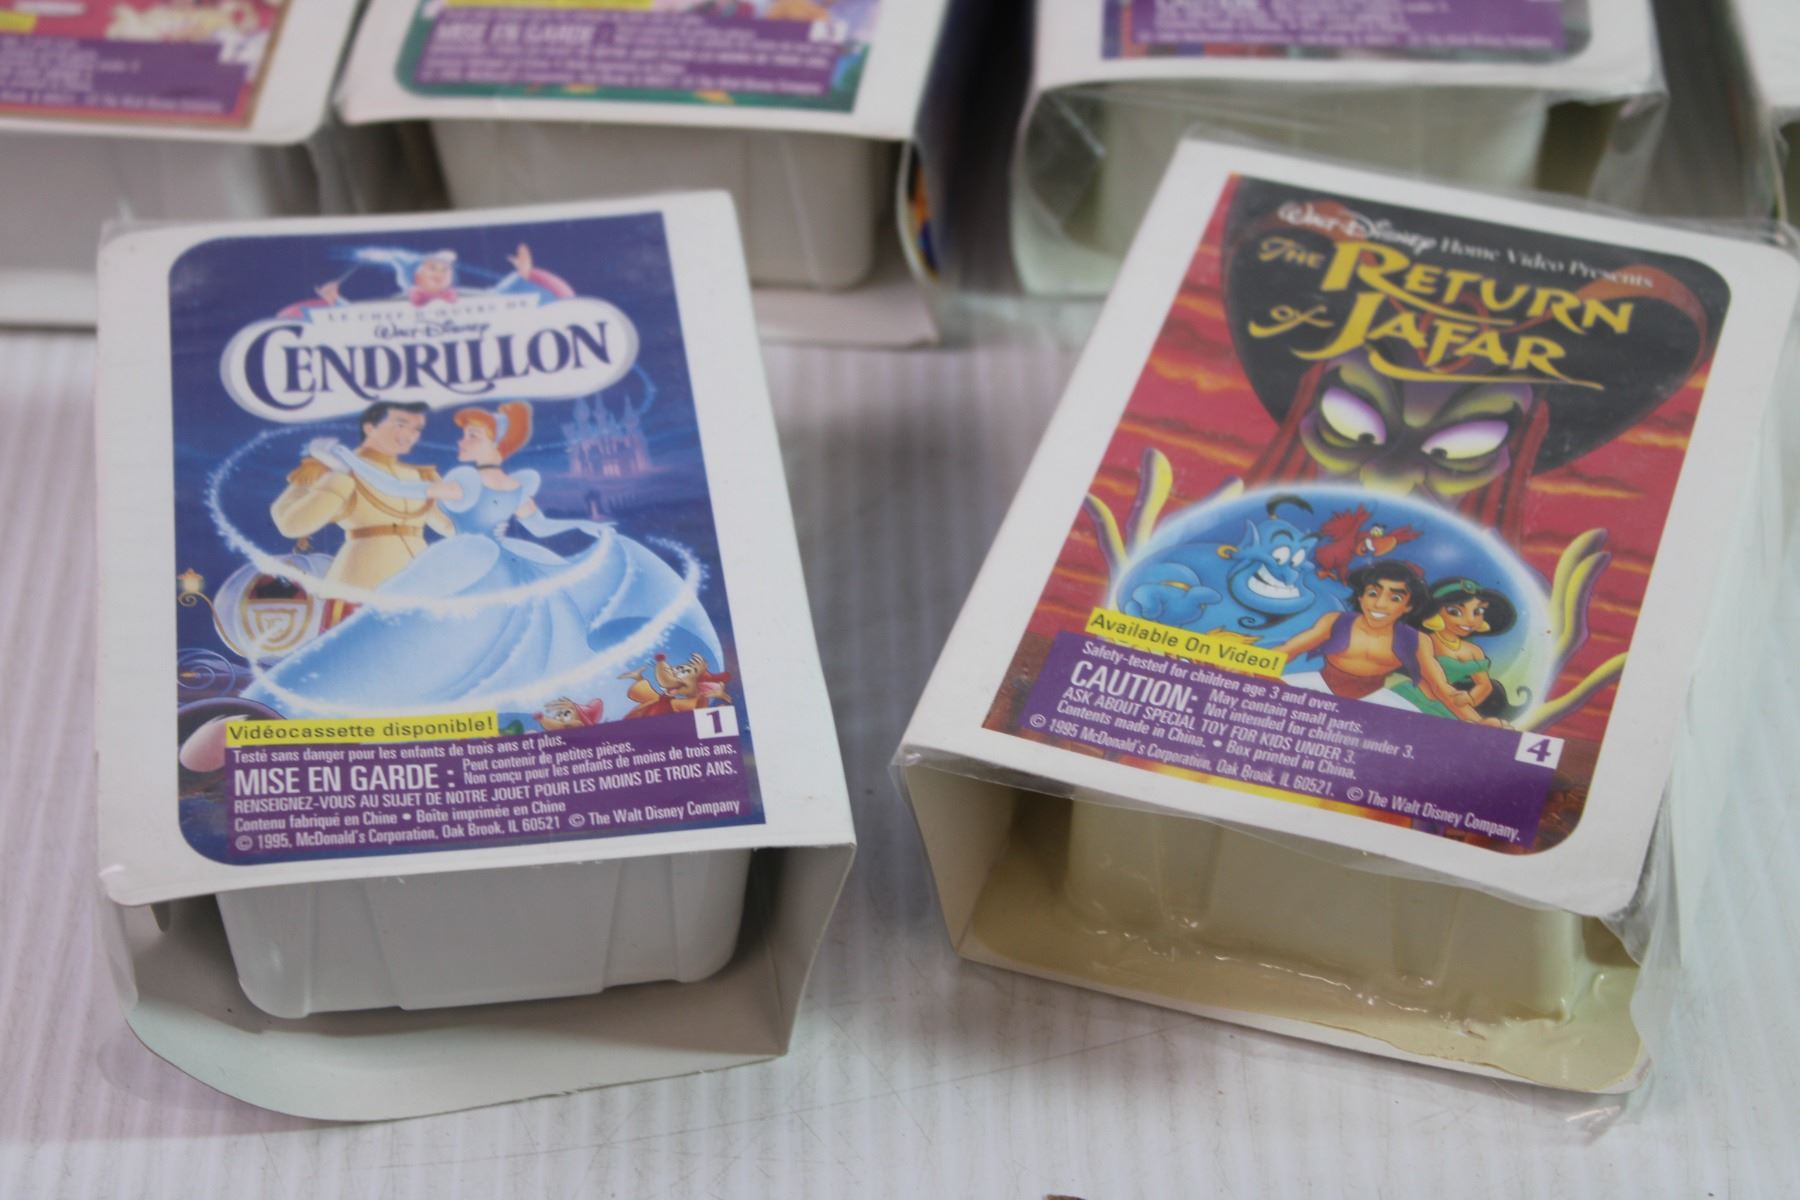 MISE EN GARDE
LE CHEF-D'ŒUVRE DE
Walt Disney
CENDRILLON
Vidéocassette disponible!
1
Testé sans danger pour les enfants de trois ans et plus.
MISE EN GARDE : Peut contenir de petites pièces.
Non conçu pour les enfants de moins de trois ans.
RENSEIGNEZ-VOUS AU SUJET DE NOTRE JOUET POUR LES MOINS DE TROIS ANS.
Contenu fabriqué en Chine • Boîte imprimée en Chine
© 1995, McDonald's Corporation, Oak Brook, IL 60521 © The Walt Disney Company
Walt Disney Home Video Presents
THE RETURN
of JAFAR
Available On Video!
4
Safety-tested for children age 3 and over.
CAUTION: May contain small parts.
Not intended for children under 3.
ASK ABOUT SPECIAL TOY FOR KIDS UNDER 3.
Contents made in China. • Box printed in China.
© 1995 McDonald's Corporation, Oak Brook, IL 60521. © The Walt Disney Company.